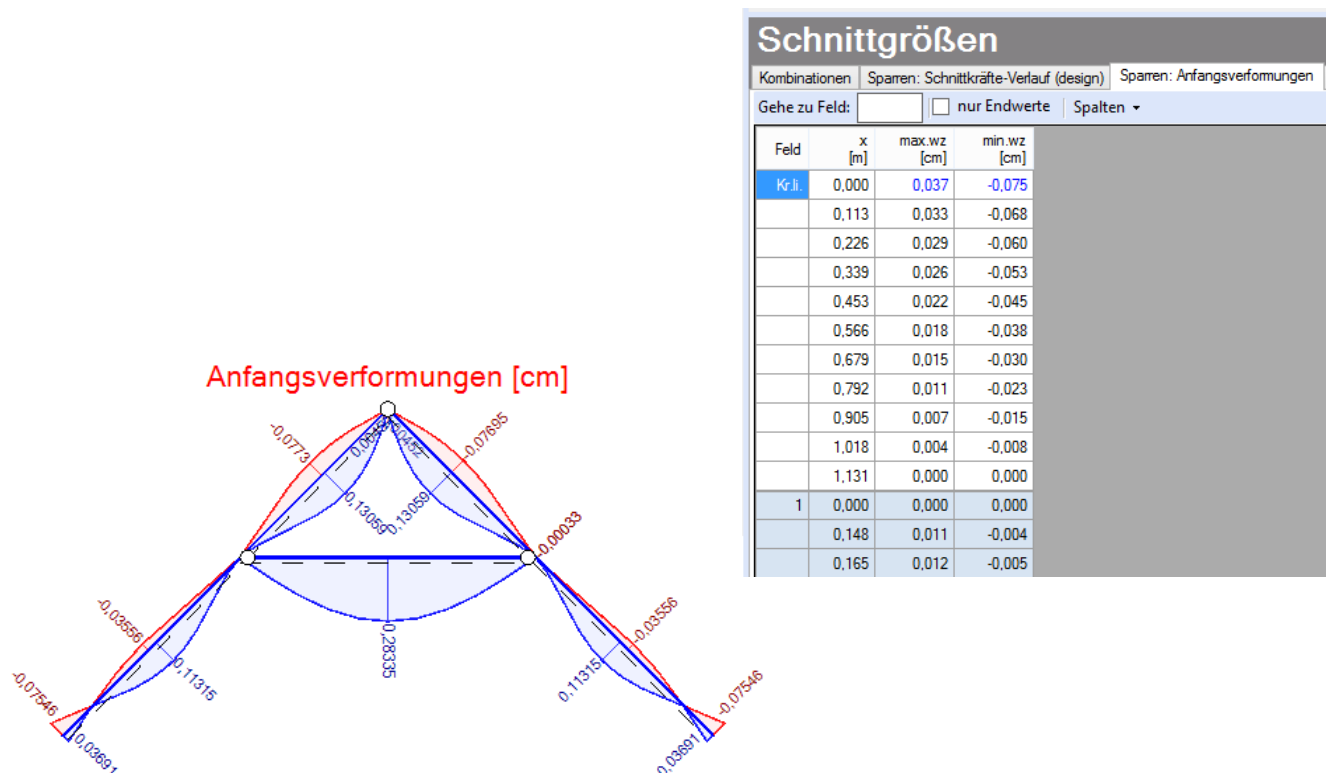 Schnittgrößen
Kombinationen Sparren: Schnittkräfte-Verlauf (design) Sparren: Anfangsverformungen
Gehe zu Feld: nur Endwerte Spalten
Feld x [m] max.wz [cm] min.wz [cm]
Kr.li. 0,000 0,037 -0,075
0,113 0,033 -0,068
0,226 0,029 -0,060
0,339 0,026 -0,053
0,453 0,022 -0,045
0,566 0,018 -0,038
0,679 0,015 -0,030
0,792 0,011 -0,023
0,905 0,007 -0,015
1,018 0,004 -0,008
1,131 0,000 0,000
1 0,000 0,000 0,000
0,148 0,011 -0,004
0,165 0,012 -0,005
Anfangsverformungen [cm]
-0,0773
-0,07695
0,13059
0,13059
-0,00033
-0,03556
0,11315
0,28335
0,11315
-0,03556
-0,07546
0,03691
0,03691
-0,07546